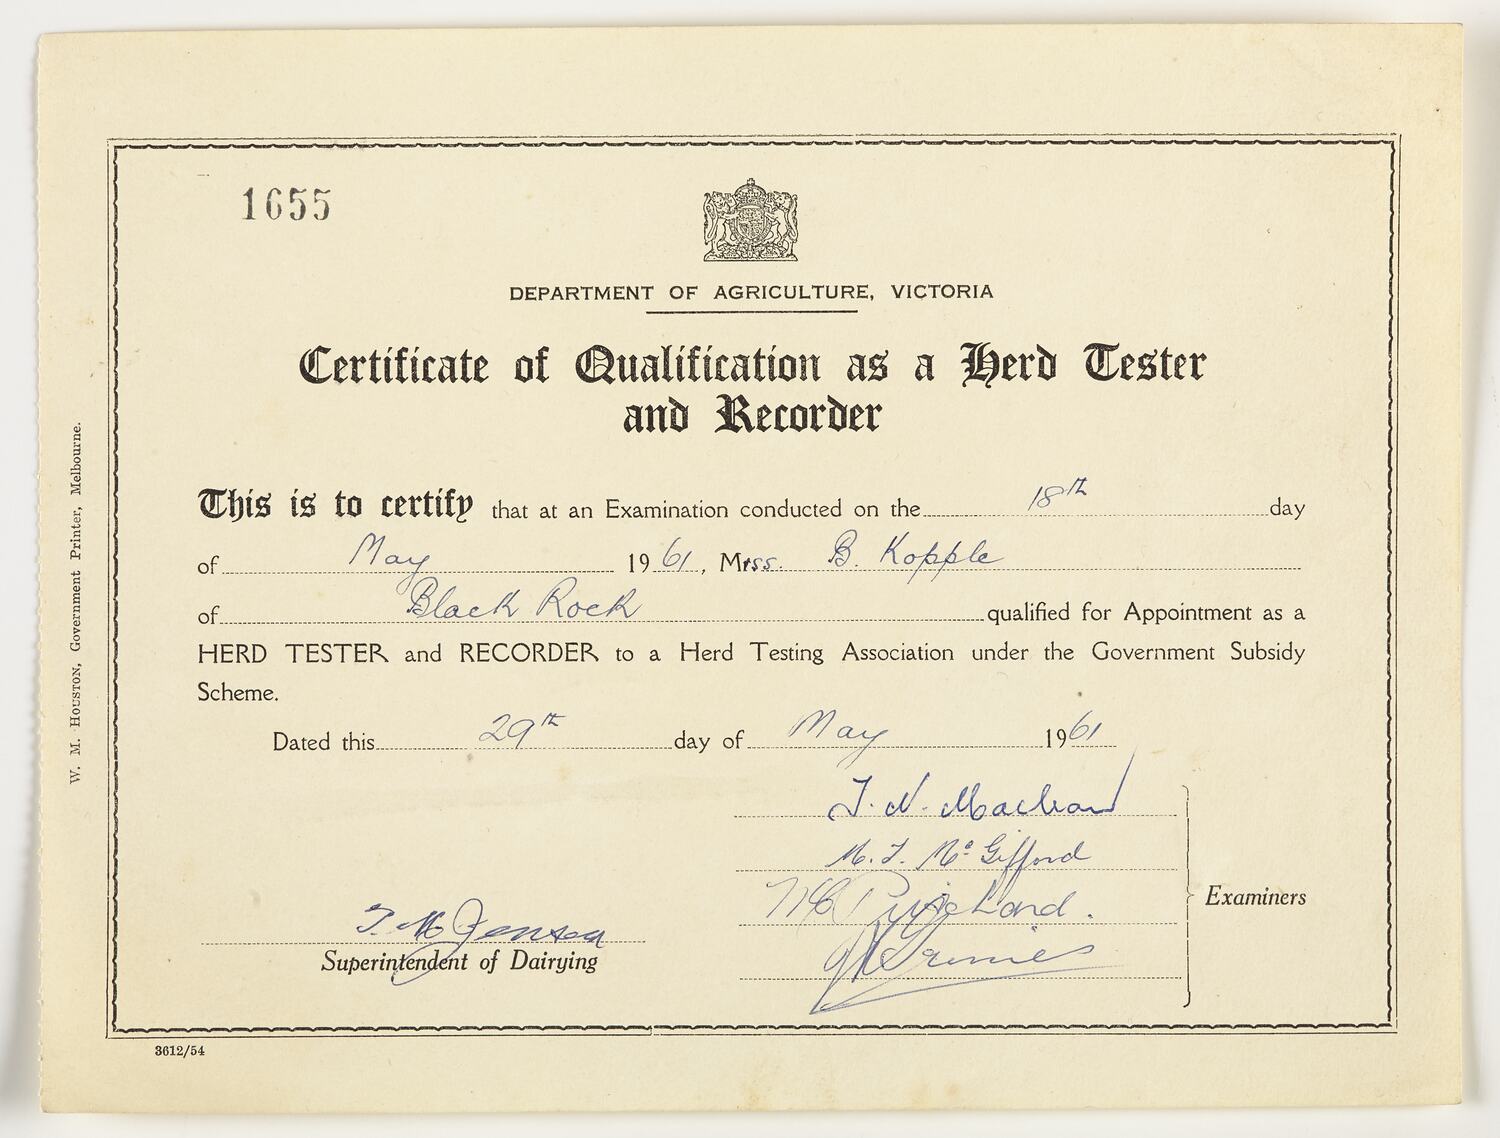 1655
DEPARTMENT OF AGRICULTURE, VICTORIA
Certificate of Qualification as a Herd Tester
and Recorder
This is to certify that at an Examination conducted on the 18th day
of May 1961, Miss. B. Kopple
of Black Rock qualified for Appointment as a
HERD TESTER and RECORDER to a Herd Testing Association under the Government Subsidy
Scheme.
Dated this 29th day of May 1961
M. J. McGifford
Examiners
Superintendent of Dairying
3612/54
W. M. HOUSTON, Government Printer, Melbourne.